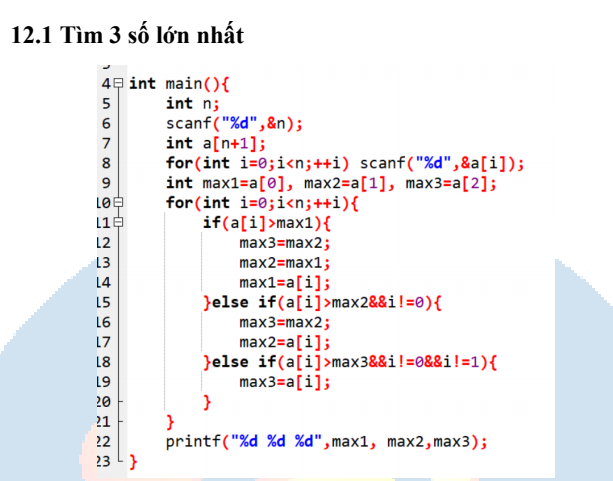 12.1 Tìm 3 số lớn nhất
4 int main(){
5 int n;
6 scanf("%d",&n);
7 int a[n+1];
8 for(int i=0;i<n;++i) scanf("%d",&a[i]);
9 int max1=a[0], max2=a[1], max3=a[2];
10 for(int i=0;i<n;++i){
11 if(a[i]>max1){
12 max3=max2;
13 max2=max1;
14 max1=a[i];
15 }else if(a[i]>max2&&i!=0){
16 max3=max2;
17 max2=a[i];
18 }else if(a[i]>max3&&i!=0&&i!=1){
19 max3=a[i];
20 }
21 }
22 printf("%d %d %d",max1, max2,max3);
23 }